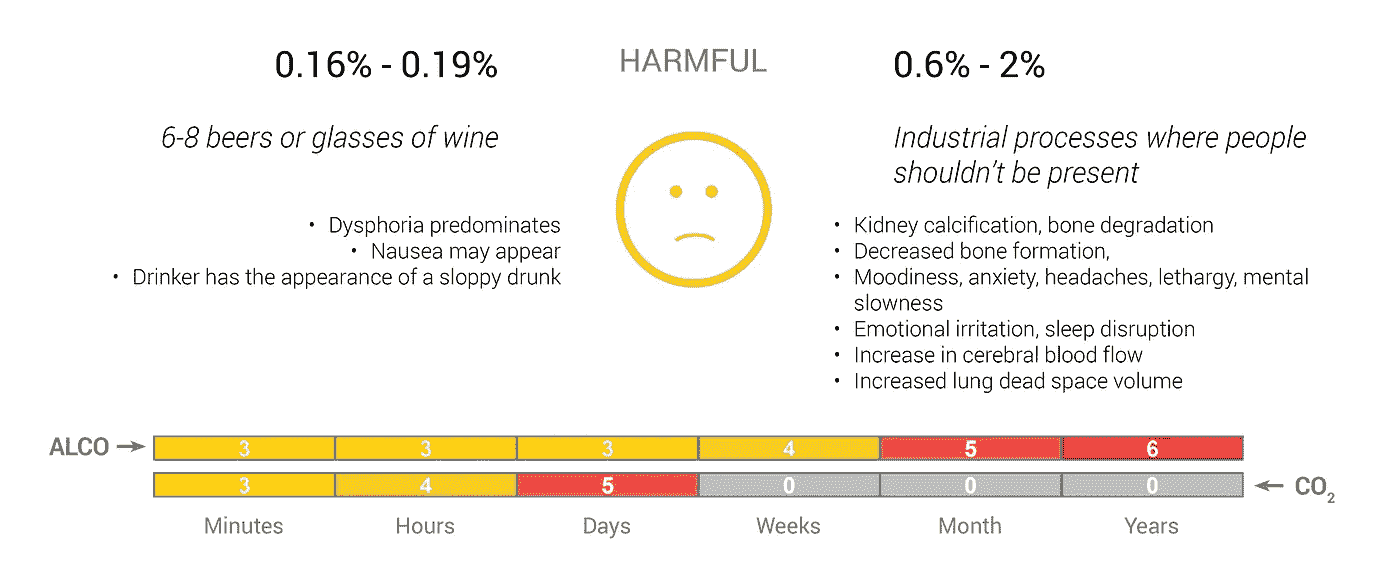 0.16% - 0.19%
HARMFUL
0.6% - 2%
6-8 beers or glasses of wine
Industrial processes where people
shouldn't be present
• Dysphoria predominates
• Nausea may appear
• Drinker has the appearance of a sloppy drunk
• Kidney calcification, bone degradation
• Decreased bone formation,
• Moodiness, anxiety, headaches, lethargy, mental
slowness
• Emotional irritation, sleep disruption
• Increase in cerebral blood flow
• Increased lung dead space volume
ALCO → 3 3 3 4 5 6
3 4 5 0 0 0 ← CO₂
Minutes Hours Days Weeks Month Years